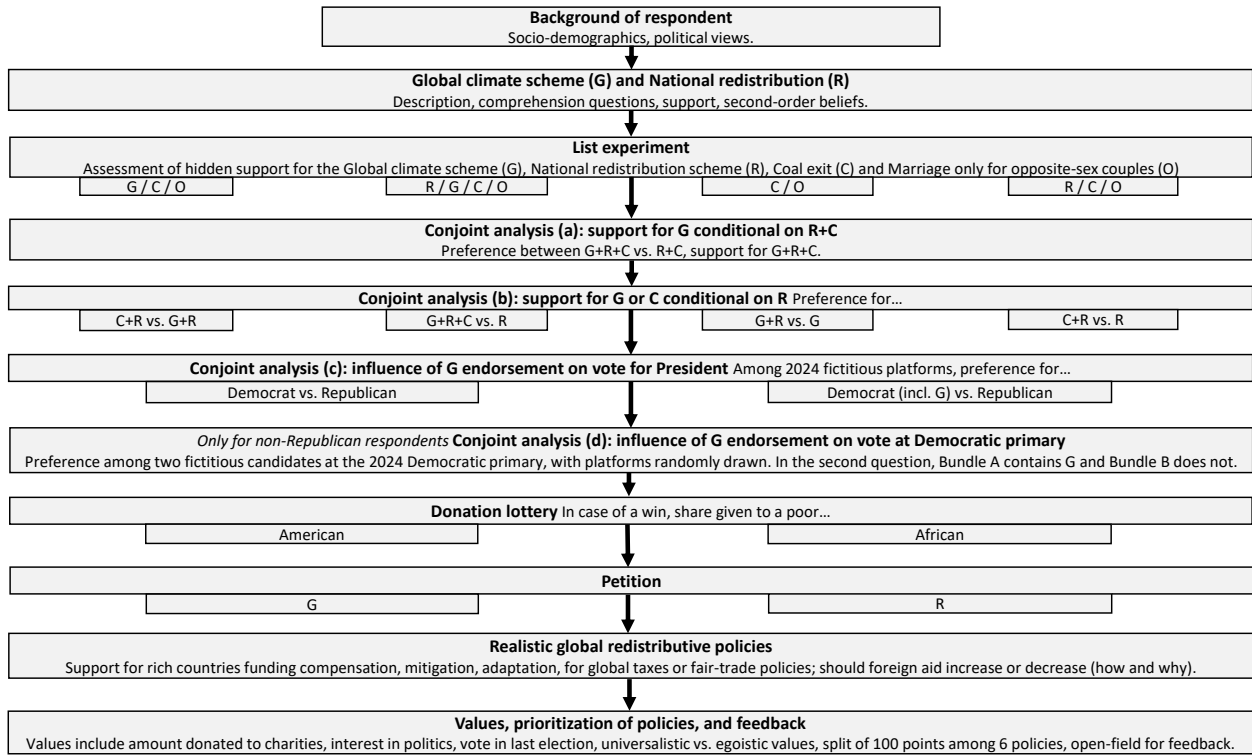 Background of respondent
Socio-demographics, political views.
Global climate scheme (G) and National redistribution (R)
Description, comprehension questions, support, second-order beliefs.
List experiment
Assessment of hidden support for the Global climate scheme (G), National redistribution scheme (R), Coal exit (C) and Marriage only for opposite-sex couples (O)
G / C / O
R / G / C / O
C / O
R / C / O
Conjoint analysis (a): support for G conditional on R+C
Preference between G+R+C vs. R+C, support for G+R+C.
Conjoint analysis (b): support for G or C conditional on R Preference for...
C+R vs. G+R
G+R+C vs. R
G+R vs. G
C+R vs. R
Conjoint analysis (c): influence of G endorsement on vote for President Among 2024 fictitious platforms, preference for...
Democrat vs. Republican
Democrat (incl. G) vs. Republican
Only for non-Republican respondents Conjoint analysis (d): influence of G endorsement on vote at Democratic primary
Preference among two fictitious candidates at the 2024 Democratic primary, with platforms randomly drawn. In the second question, Bundle A contains G and Bundle B does not.
Donation lottery In case of a win, share given to a poor...
American
African
Petition
G
R
Realistic global redistributive policies
Support for rich countries funding compensation, mitigation, adaptation, for global taxes or fair-trade policies; should foreign aid increase or decrease (how and why).
Values, prioritization of policies, and feedback
Values include amount donated to charities, interest in politics, vote in last election, universalistic vs. egoistic values, split of 100 points among 6 policies, open-field for feedback.